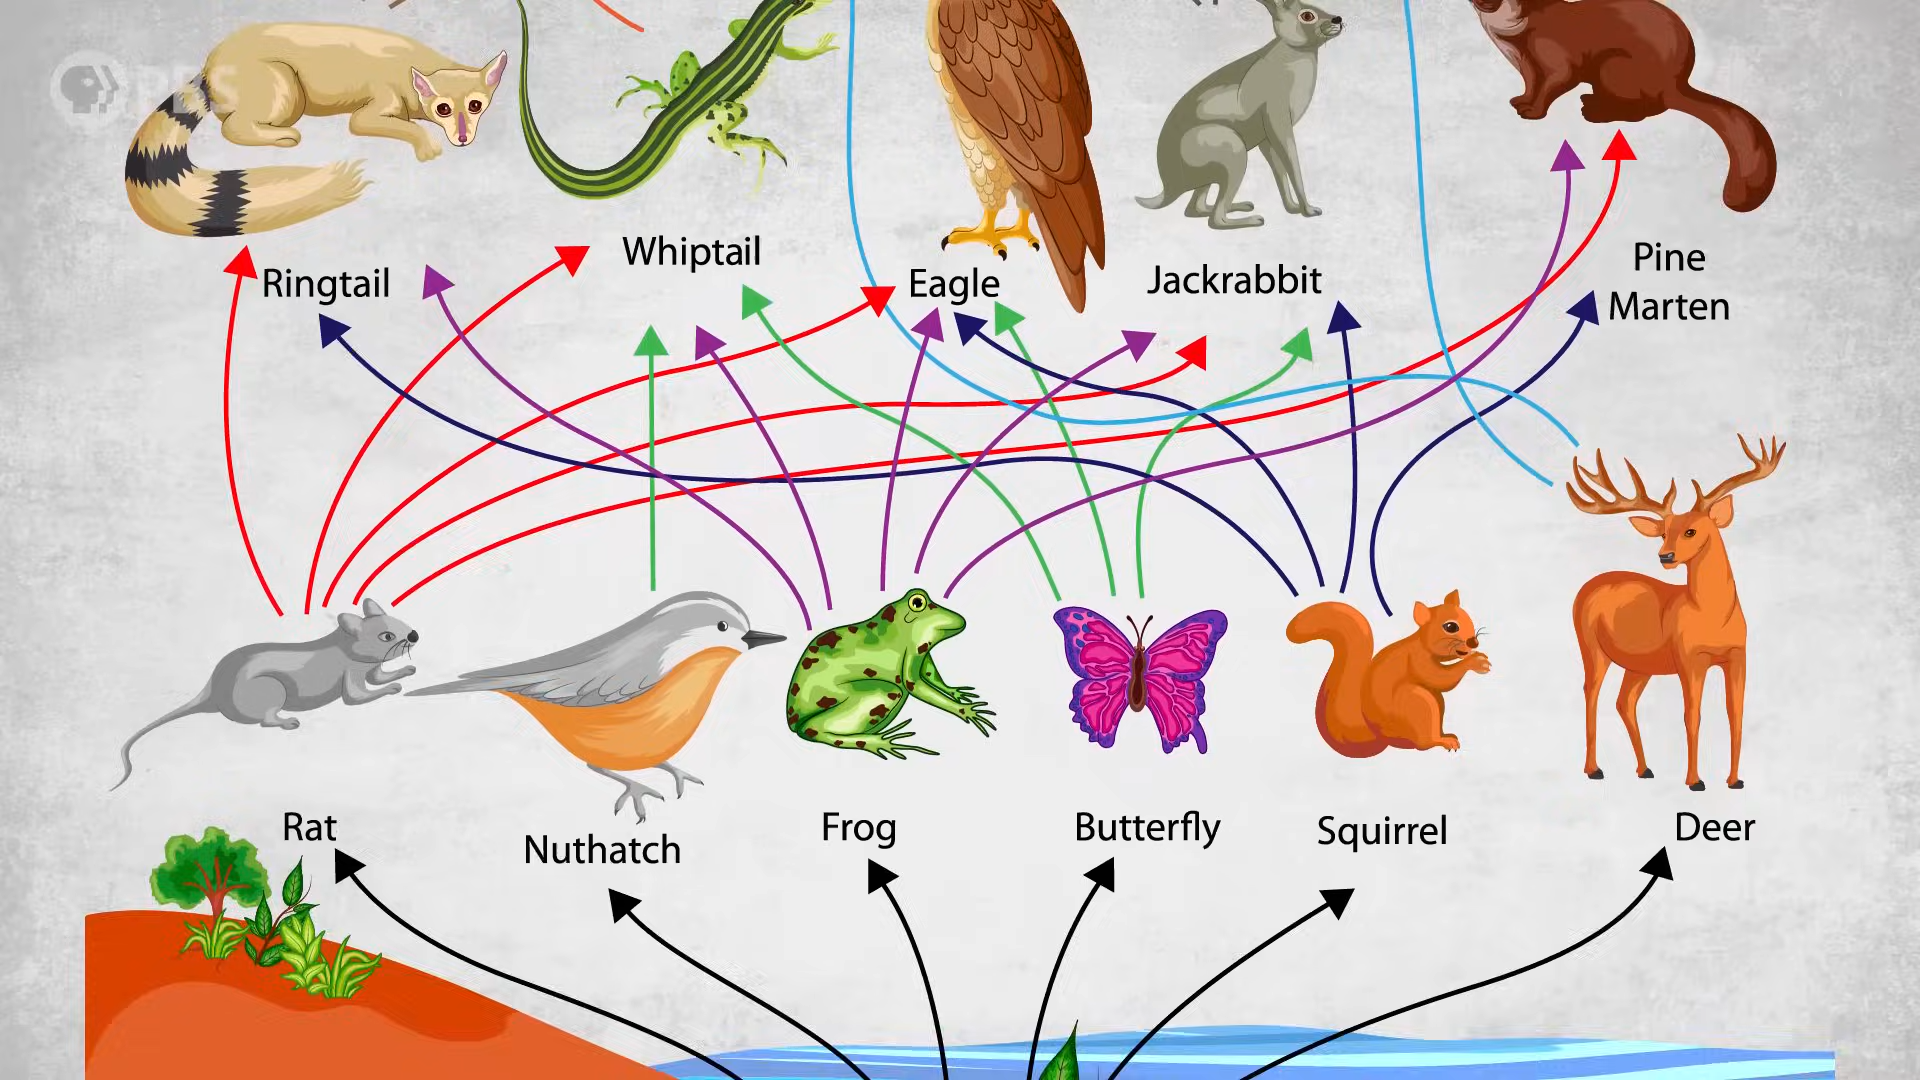 PBS
Whiptail
Ringtail
Eagle
Jackrabbit
Pine
Marten
Rat
Nuthatch
Frog
Butterfly
Squirrel
Deer